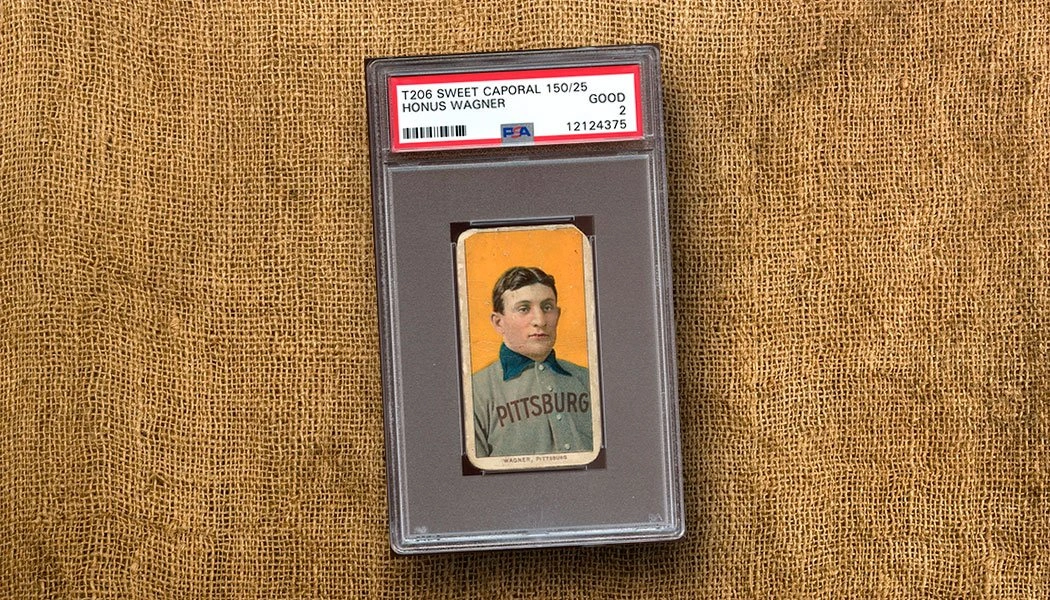 T206 SWEET CAPORAL 150/25
HONUS WAGNER
GOOD
2
PSA
12124375
PITTSBURG
WAGNER, PITTSBURG